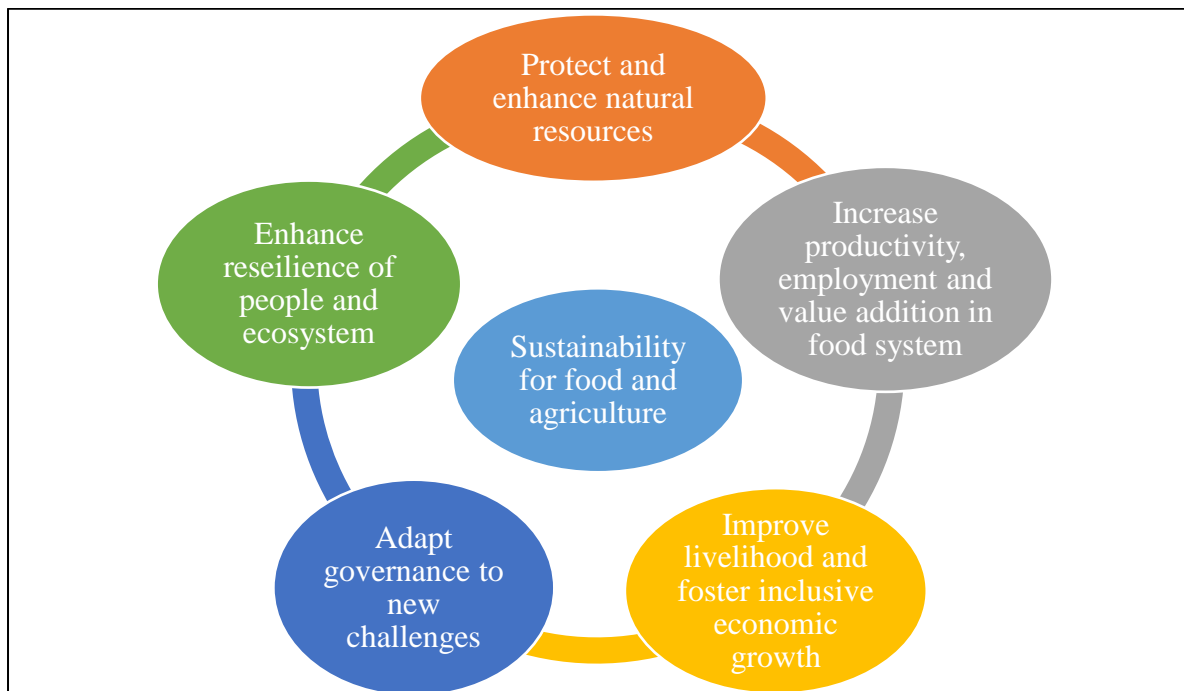 Protect and
enhance natural
resources
Increase
productivity,
employment and
value addition in
food system
Improve
livelihood and
foster inclusive
economic
growth
Adapt
governance to
new
challenges
Enhance
reseilience of
people and
ecosystem
Sustainability
for food and
agriculture